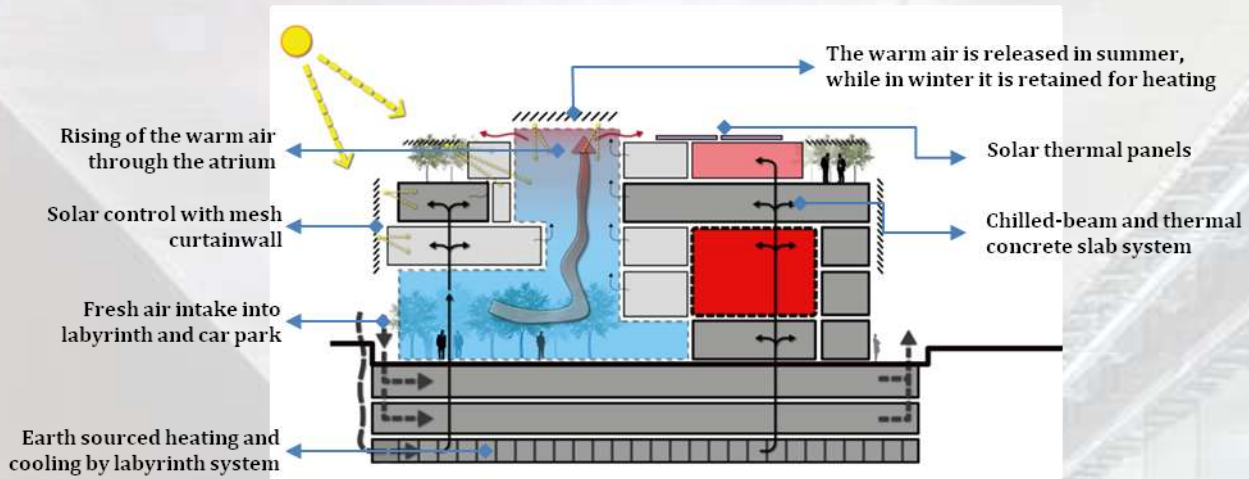 The warm air is released in summer,
while in winter it is retained for heating
Rising of the warm air
through the atrium
Solar thermal panels
Solar control with mesh
curtainwall
Chilled-beam and thermal
concrete slab system
Fresh air intake into
labyrinth and car park
Earth sourced heating and
cooling by labyrinth system